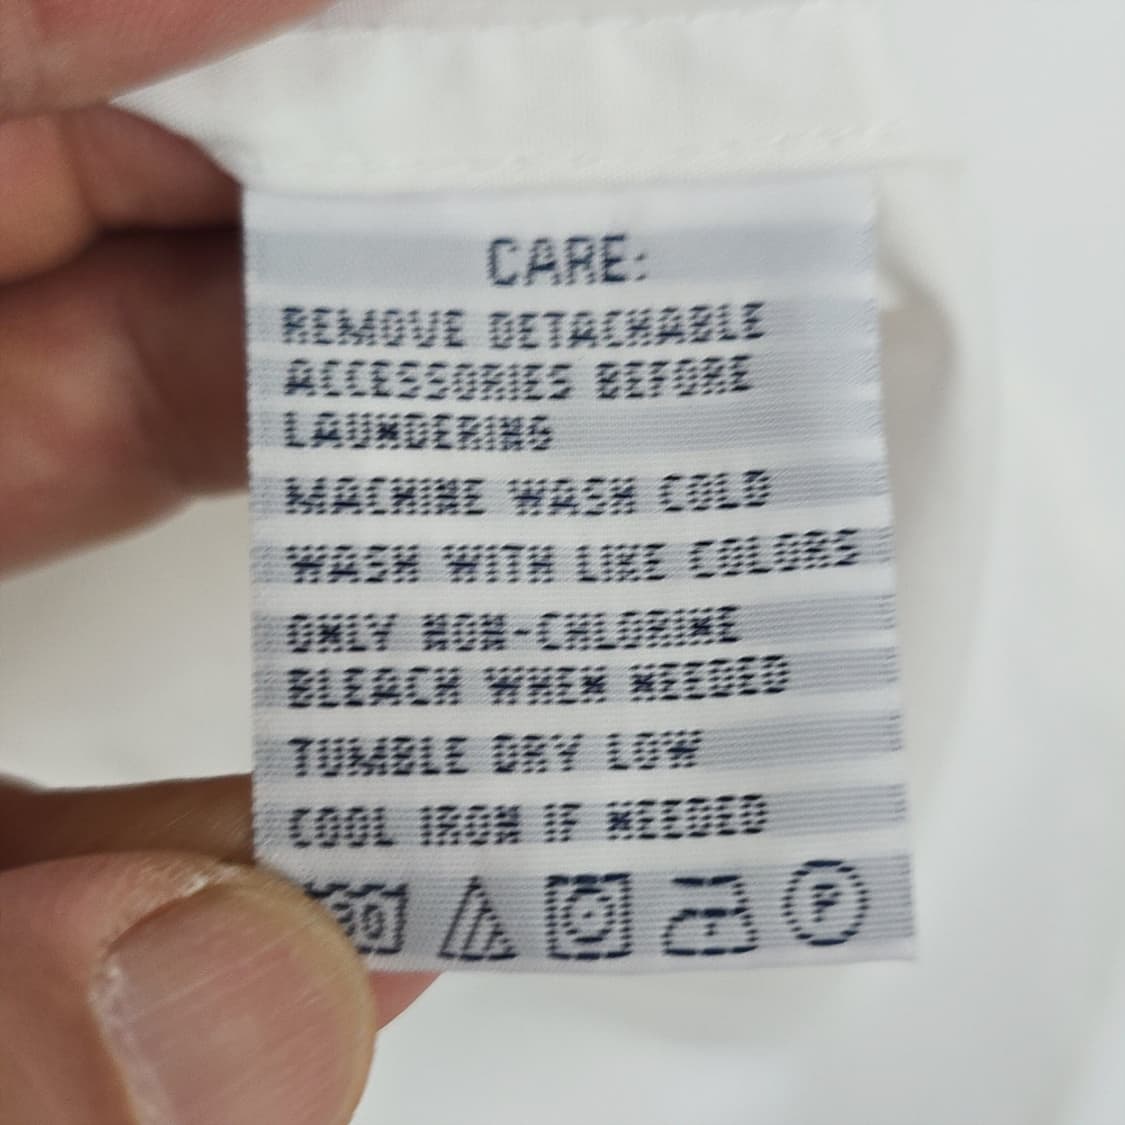 CARE:
REMOVE DETACHABLE
ACCESSORIES BEFORE
LAUNDERING
MACHINE WASH COLD
WASH WITH LIKE COLORS
ONLY NON-CHLORINE
BLEACH WHEN NEEDED
TUMBLE DRY LOW
COOL IRON IF NEEDED
30 P